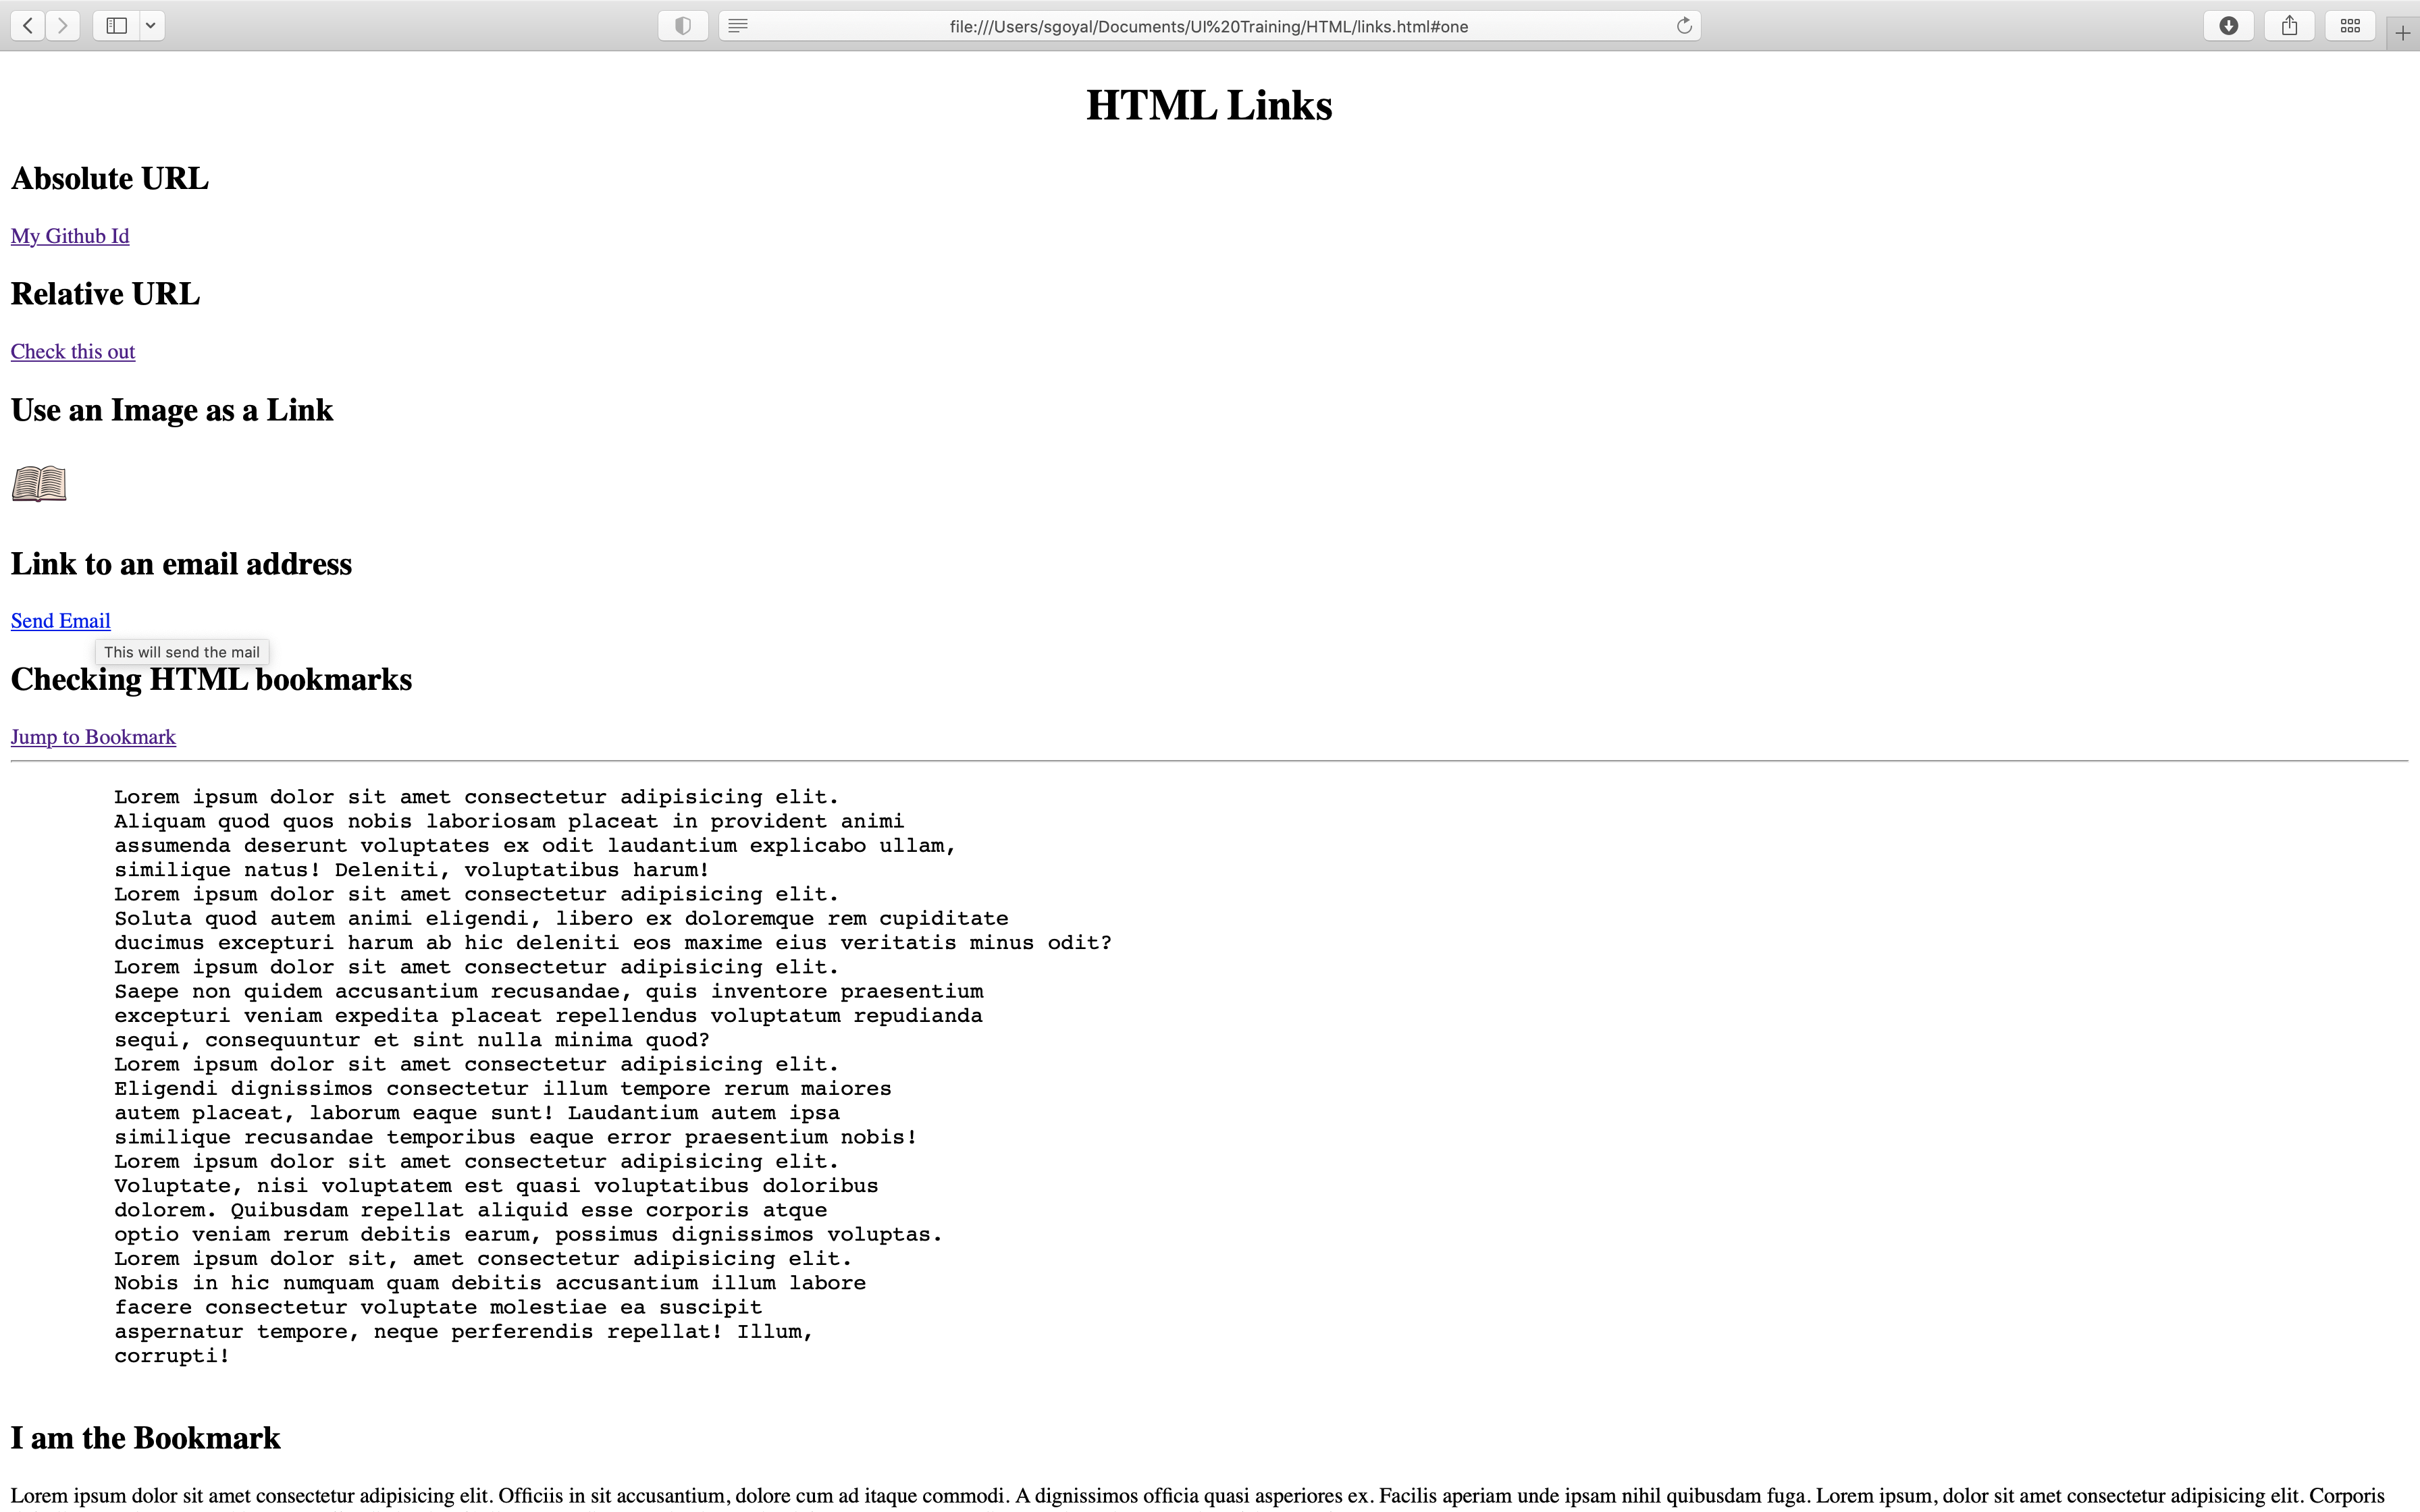 file:///Users/sgoyal/Documents/UI%20Training/HTML/links.html#one
HTML Links
Absolute URL
My Github Id
Relative URL
Check this out
Use an Image as a Link
Link to an email address
Send Email
This will send the mail
Checking HTML bookmarks
Jump to Bookmark
Lorem ipsum dolor sit amet consectetur adipisicing elit.
Aliquam quod quos nobis laboriosam placeat in provident animi
assumenda deserunt voluptates ex odit laudantium explicabo ullam,
similique natus! Deleniti, voluptatibus harum!
Lorem ipsum dolor sit amet consectetur adipisicing elit.
Soluta quod autem animi eligendi, libero ex doloremque rem cupiditate
ducimus excepturi harum ab hic deleniti eos maxime eius veritatis minus odit?
Lorem ipsum dolor sit amet consectetur adipisicing elit.
Saepe non quidem accusantium recusandae, quis inventore praesentium
excepturi veniam expedita placeat repellendus voluptatum repudianda
sequi, consequuntur et sint nulla minima quod?
Lorem ipsum dolor sit amet consectetur adipisicing elit.
Eligendi dignissimos consectetur illum tempore rerum maiores
autem placeat, laborum eaque sunt! Laudantium autem ipsa
similique recusandae temporibus eaque error praesentium nobis!
Lorem ipsum dolor sit amet consectetur adipisicing elit.
Voluptate, nisi voluptatem est quasi voluptatibus doloribus
dolorem. Quibusdam repellat aliquid esse corporis atque
optio veniam rerum debitis earum, possimus dignissimos voluptas.
Lorem ipsum dolor sit, amet consectetur adipisicing elit.
Nobis in hic numquam quam debitis accusantium illum labore
facere consectetur voluptate molestiae ea suscipit
aspernatur tempore, neque perferendis repellat! Illum,
corrupti!
I am the Bookmark
Lorem ipsum dolor sit amet consectetur adipisicing elit. Officiis in sit accusantium, dolore cum ad itaque commodi. A dignissimos officia quasi asperiores ex. Facilis aperiam unde ipsam nihil quibusdam fuga. Lorem ipsum, dolor sit amet consectetur adipisicing elit. Corporis